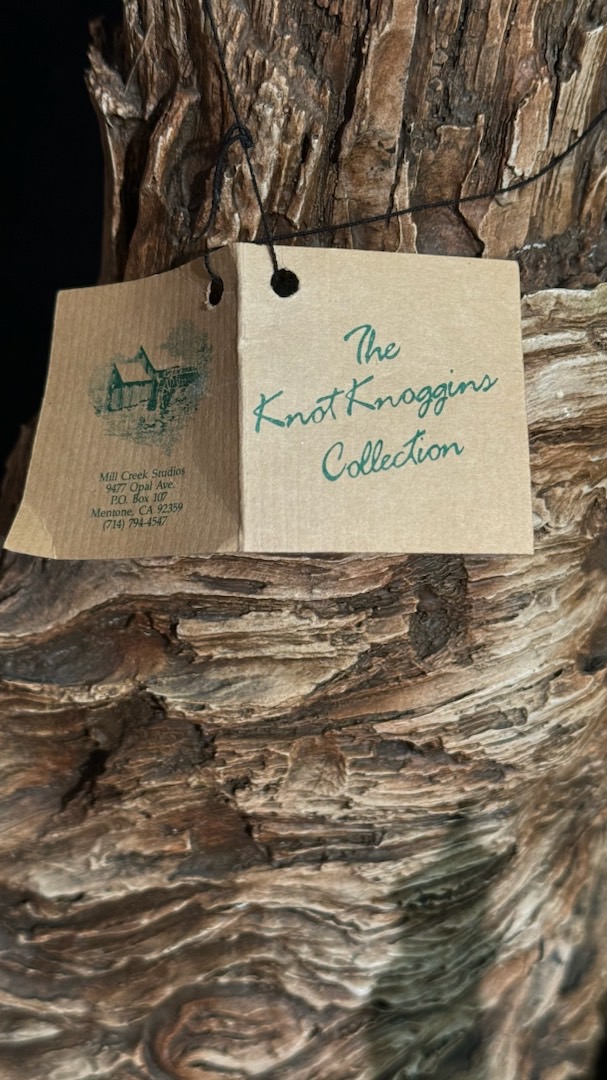 Mill Creek Studios
9477 Opal Ave.
P.O. Box 107
Mentone, CA 92359
(714) 794-4547
The
Knot Knoggins
Collection